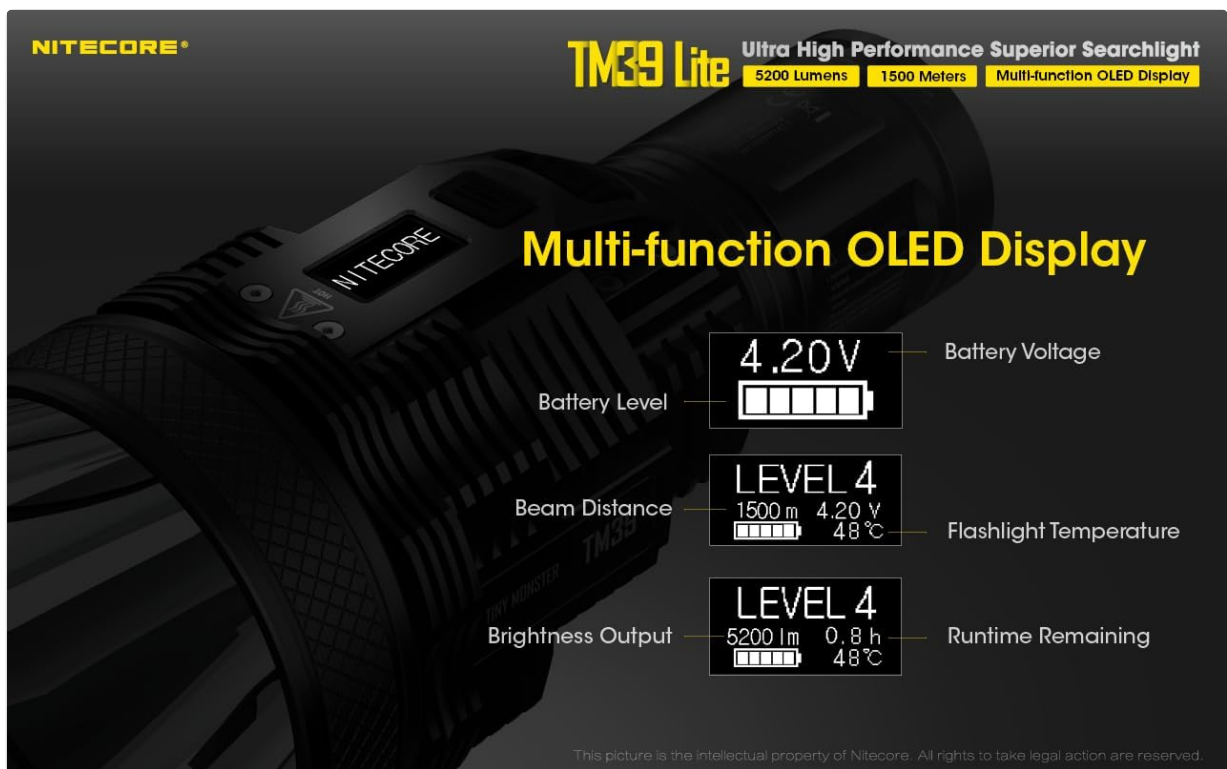 NITECORE®
TM39 Lite
Ultra High Performance Superior Searchlight
5200 Lumens 1500 Meters Multi-function OLED Display
NITECORE
HOT
Multi-function OLED Display
4.20V
Battery Voltage
Battery Level
LEVEL 4
1500 m 4.20 V
48℃
Beam Distance
Flashlight Temperature
LEVEL 4
5200 lm 0.8 h
48℃
Brightness Output
Runtime Remaining
TINY MONSTER TM39
This picture is the intellectual property of Nitecore. All rights to take legal action are reserved.